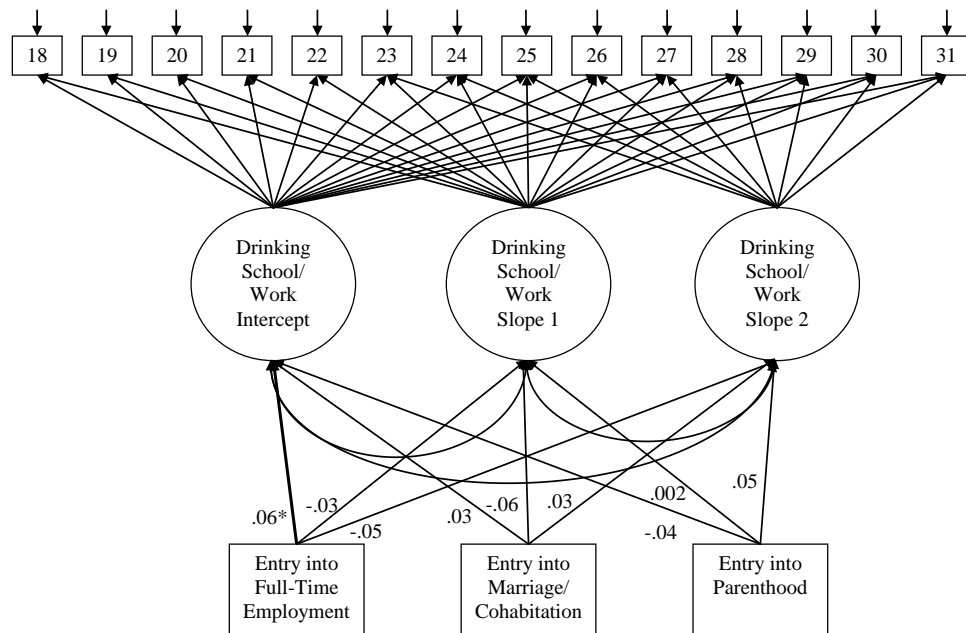 18 19 20 21 22 23 24 25 26 27 28 29 30 31
Drinking
School/
Work
Intercept
Drinking
School/
Work
Slope 1
Drinking
School/
Work
Slope 2
.06* -.03 -.05 .03 -.06 .03 .002 -.04 .05
Entry into
Full-Time
Employment
Entry into
Marriage/
Cohabitation
Entry into
Parenthood